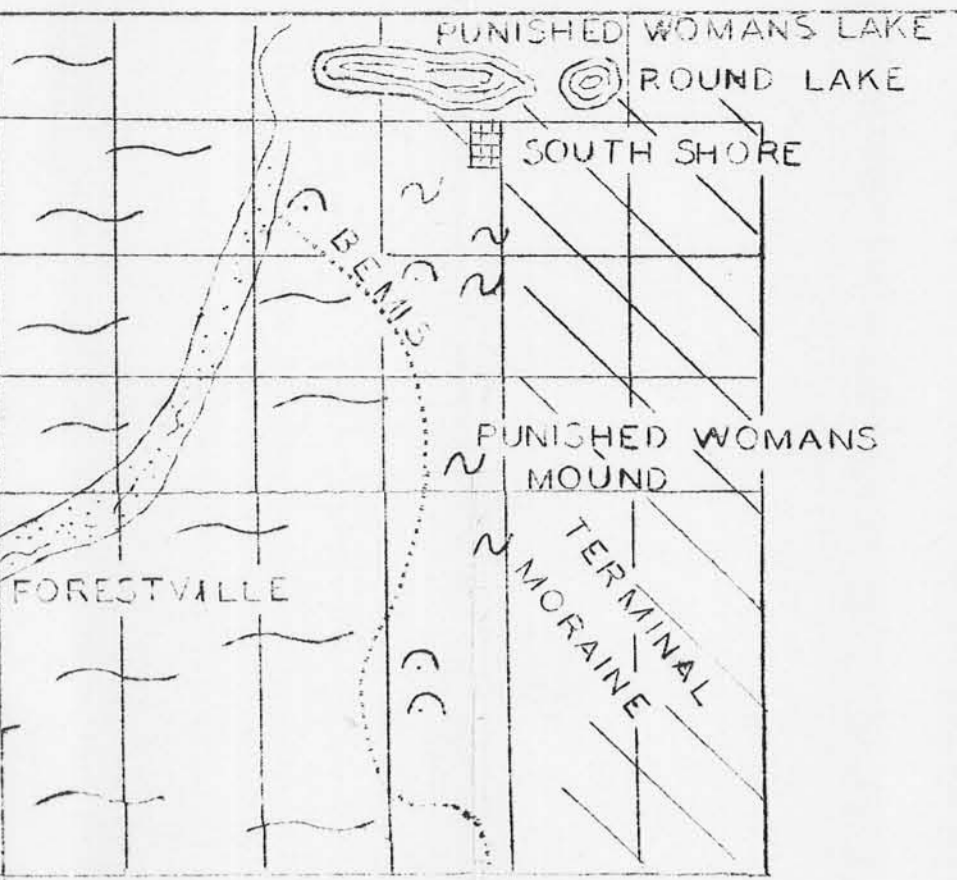 PUNISHED WOMANS LAKE
ROUND LAKE
SOUTH SHORE
BEMIS
PUNISHED WOMANS
MOUND
TERMINAL
MORAINE
FORESTVILLE